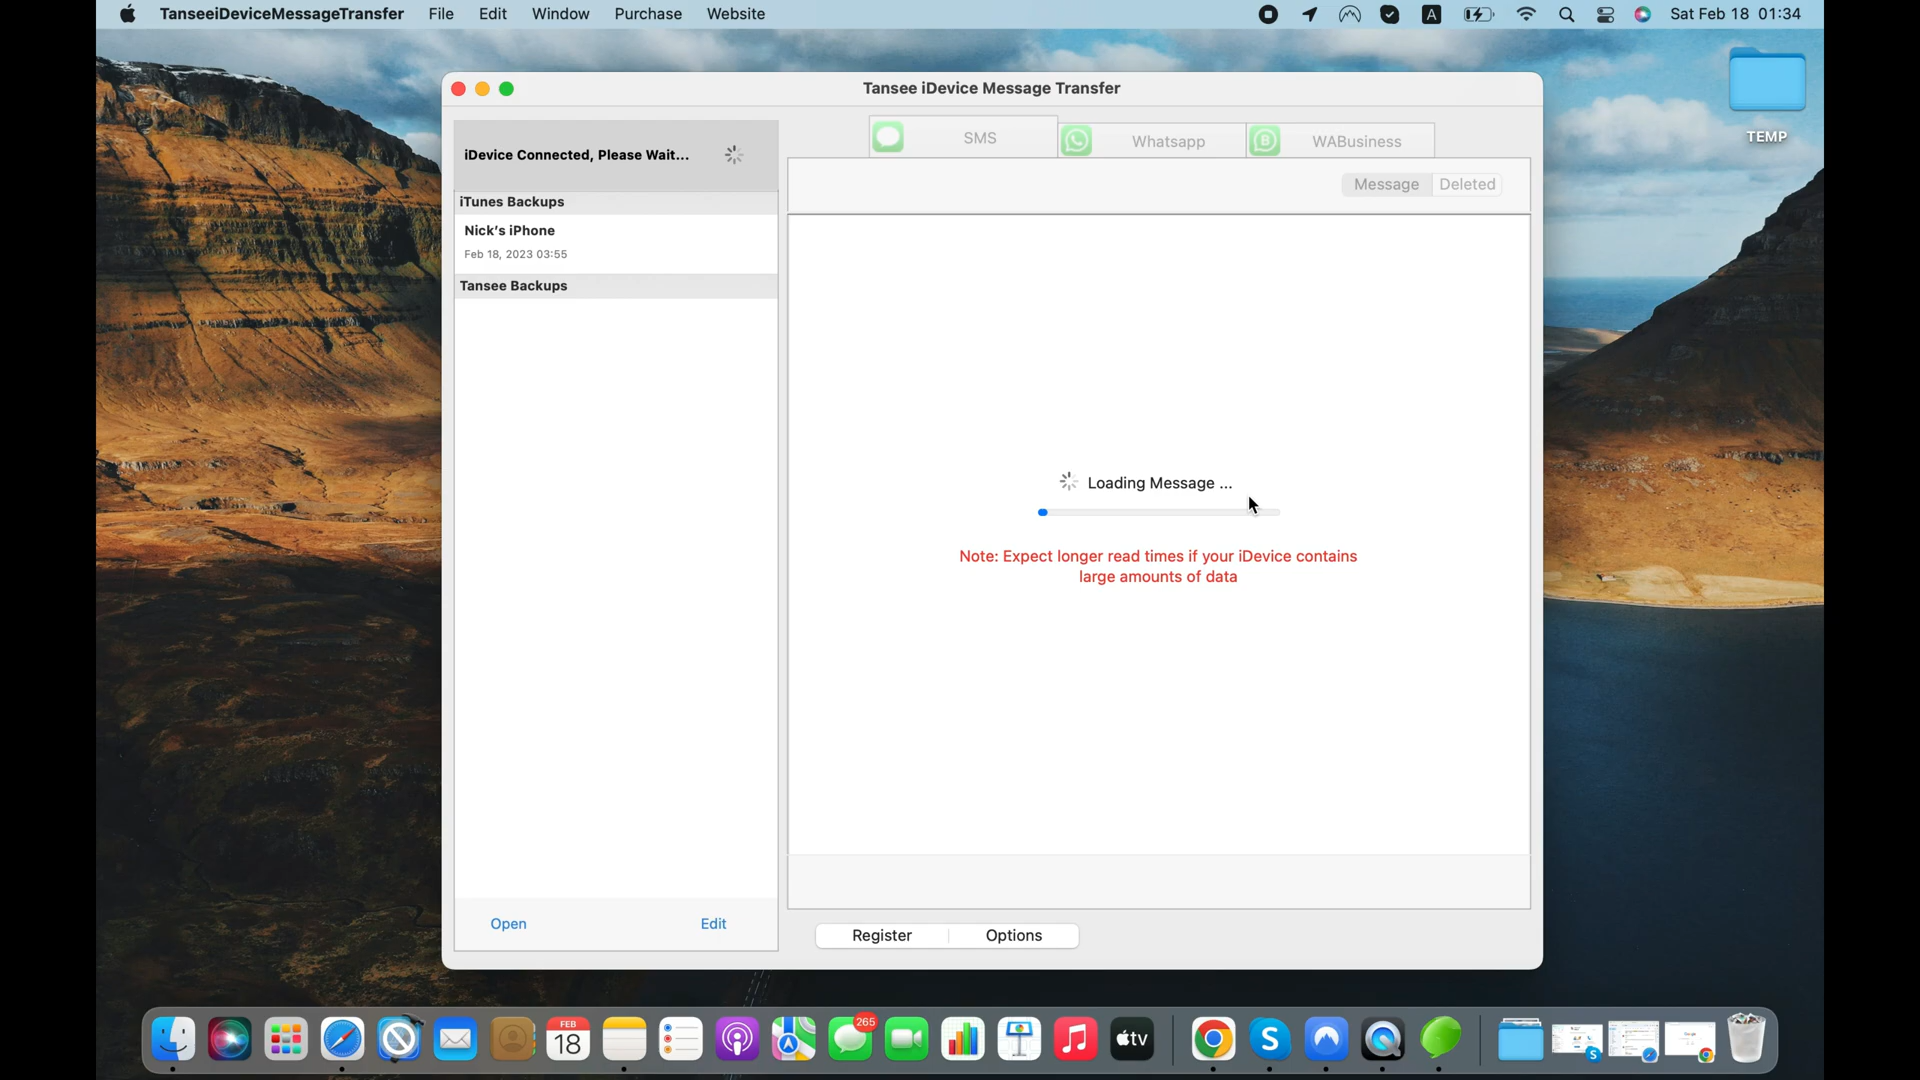 TanseeiDeviceMessageTransfer File Edit Window Purchase Website A Sat Feb 18 01:34
TEMP
Tansee iDevice Message Transfer
iDevice Connected, Please Wait...
iTunes Backups
Nick's iPhone
Feb 18, 2023 03:55
Tansee Backups
SMS Whatsapp B WABusiness
Message Deleted
Loading Message ...
Note: Expect longer read times if your iDevice contains
large amounts of data
Open Edit
Register Options
FEB
18
265
tv
S
S